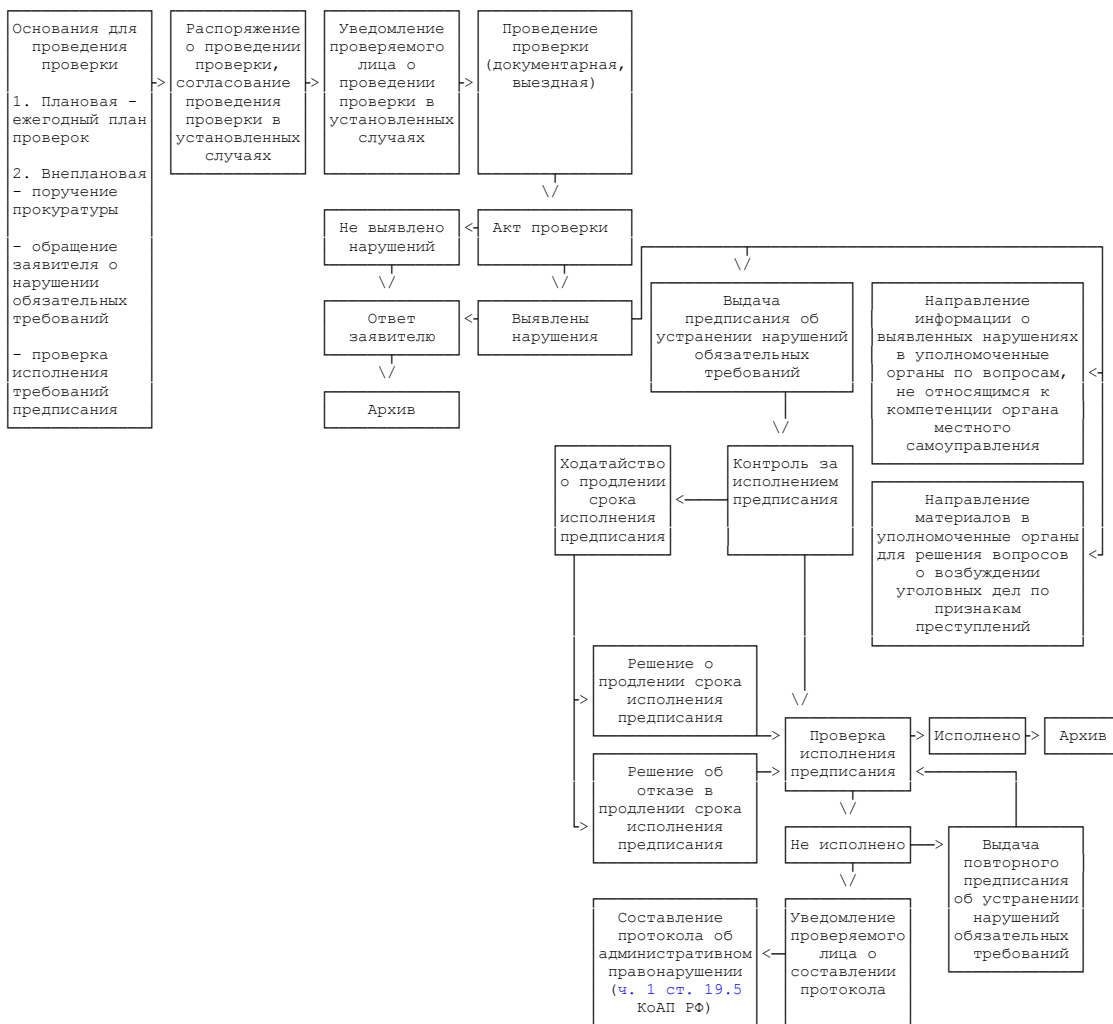 Основания для
проведения
проверки
1. Плановая -
ежегодный план
проверок
2. Внеплановая
- поручение
прокуратуры
- обращение
заявителя о
нарушении
обязательных
требований
- проверка
исполнения
требований
предписания
Распоряжение
о проведении
проверки,
согласование
проведения
проверки в
установленных
случаях
Уведомление
проверяемого
лица о
проведении
проверки в
установленных
случаях
Проведение
проверки
(документарная,
выездная)
Не выявлено
нарушений
Акт проверки
Ответ
заявителю
Выявлены
нарушения
Архив
Выдача
предписания об
устранении нарушений
обязательных
требований
Направление
информации о
выявленных нарушениях
в уполномоченные
органы по вопросам,
не относящимся к
компетенции органа
местного
самоуправления
Ходатайство
о продлении
срока
исполнения
предписания
Контроль за
исполнением
предписания
Направление
материалов в
уполномоченные органы
для решения вопросов
о возбуждении
уголовных дел по
признакам
преступлений
Решение о
продлении срока
исполнения
предписания
Проверка
исполнения
предписания
Исполнено
Архив
Решение об
отказе в
продлении срока
исполнения
предписания
Не исполнено
Выдача
повторного
предписания
об устранении
нарушений
обязательных
требований
Составление
протокола об
административном
правонарушении
(ч. 1 ст. 19.5
КоАП РФ)
Уведомление
проверяемого
лица о
составлении
протокола